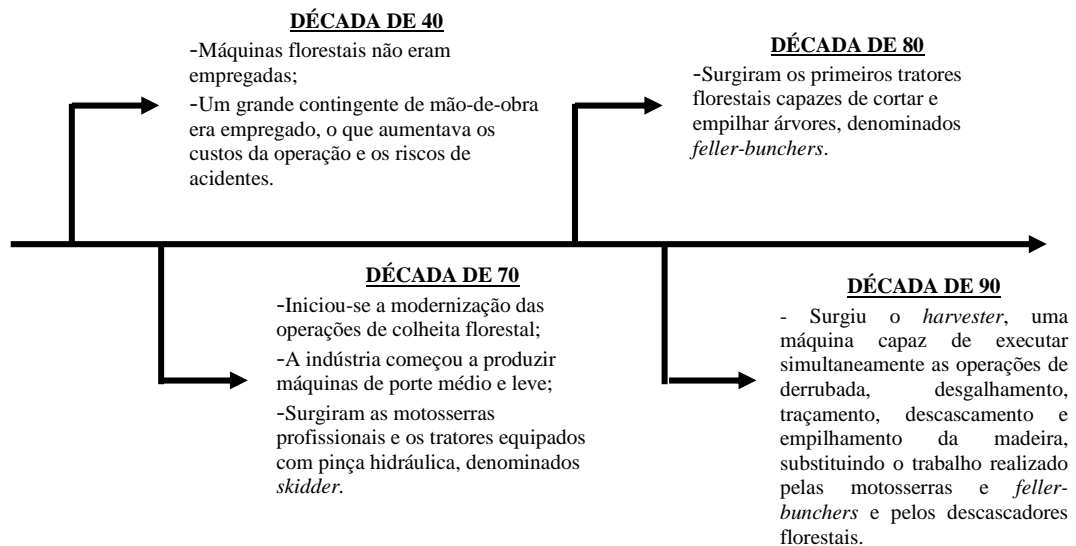 DÉCADA DE 40
-Máquinas florestais não eram
empregadas;
-Um grande contingente de mão-de-obra
era empregado, o que aumentava os
custos da operação e os riscos de
acidentes.
DÉCADA DE 80
-Surgiram os primeiros tratores
florestais capazes de cortar e
empilhar árvores, denominados
feller-bunchers.
DÉCADA DE 70
-Iniciou-se a modernização das
operações de colheita florestal;
-A indústria começou a produzir
máquinas de porte médio e leve;
-Surgiram as motosserras
profissionais e os tratores equipados
com pinça hidráulica, denominados
skidder.
DÉCADA DE 90
- Surgiu o harvester, uma
máquina capaz de executar
simultaneamente as operações de
derrubada, desgalhamento,
traçamento, descascamento e
empilhamento da madeira,
substituindo o trabalho realizado
pelas motosserras e feller-
bunchers e pelos descascadores
florestais.